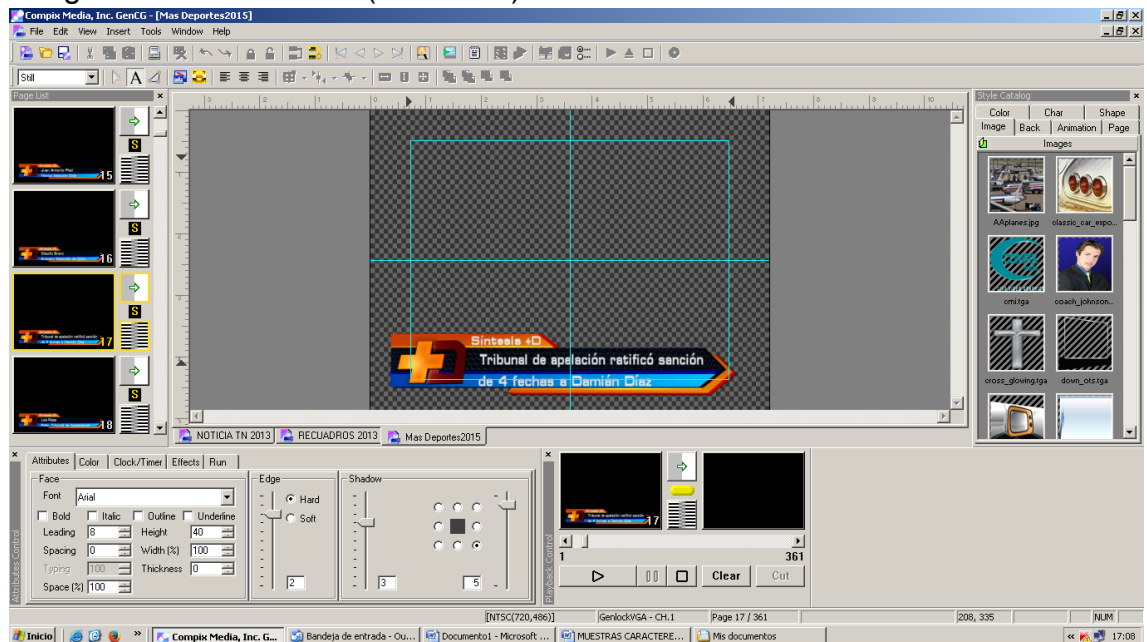 Compix Media, Inc. GenCG - [Mas Deportes2015]
File Edit View Insert Tools Window Help
Still
Page List
Style Catalog
Color Char Shape
Image Back Animation Page
Images
AAplanes.jpg classic_car_expo...
cmi.tga coach_johnson...
cross_glowing.tga down_ots.tga
15
16
17
18
Síntesis +D
Tribunal de apelación ratificó sanción
de 4 fechas a Damián Díaz
NOTICIA TN 2013 RECUADROS 2013 Mas Deportes2015
Attributes Color Clock/Timer Effects Run
Face
Font Arial
Bold Italic Outline Underline
Leading 8 Height 40
Spacing 0 Width (%) 100
Typing 100 Thickness 0
Space (%) 100
Edge
Hard
Soft
2
Shadow
3 5
Attributes Control
Playback Control
17
1 361
Clear Cut
[NTSC(720,486)] GenlockVGA - CH.1 Page 17 / 361 208, 335 NUM
Inicio Compix Media, Inc. G... Bandeja de entrada - Ou... Documento1 - Microsoft ... MUESTRAS CARACTERE... Mis documentos 17:08